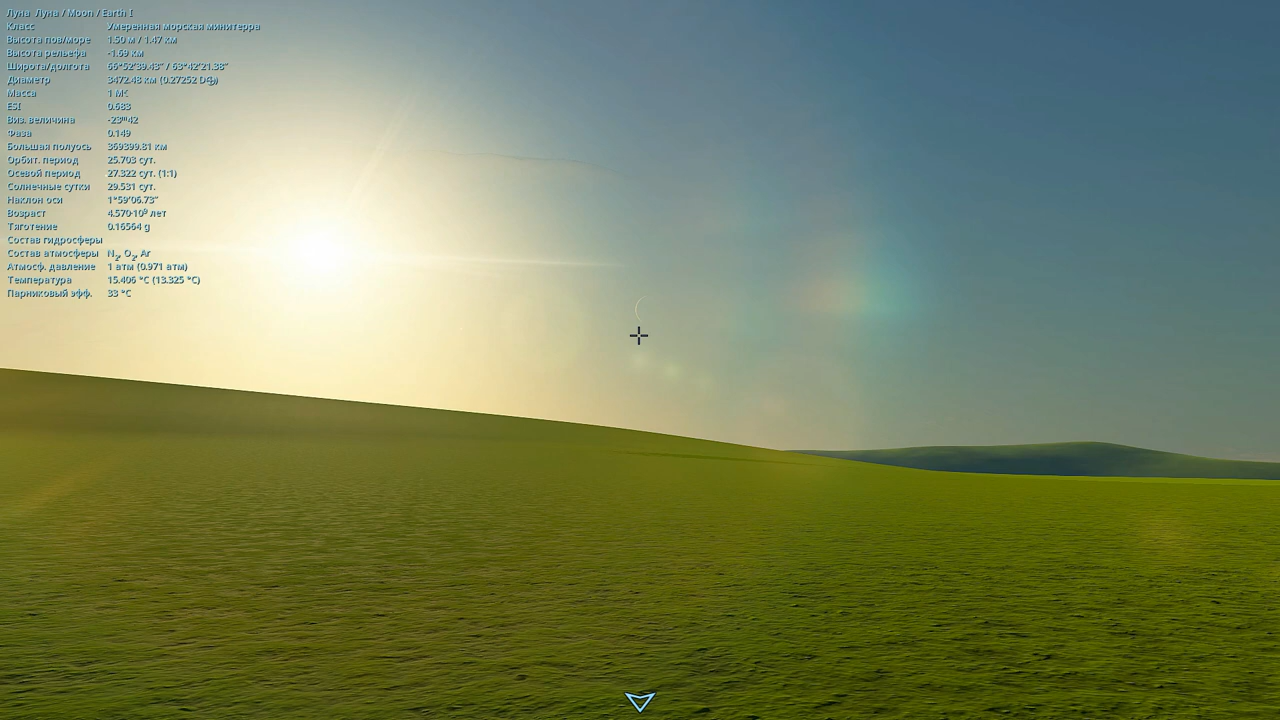 Луна Луна / Moon / Earth I
Класс Умеренная морская минитерра
Высота пов/море 1.50 м / 1.47 км
Высота рельефа -1.69 км
Широта/долгота 66°52'39.43" / 63°42'21.38"
Диаметр 3472.48 км (0.27252 D⊕)
Масса 1 M☾
ESI 0.683
Виз. величина -23ᵐ42
Фаза 0.149
Большая полуось 369399.81 км
Орбит. период 25.703 сут.
Осевой период 27.322 сут. (1:1)
Солнечные сутки 29.531 сут.
Наклон оси 1°59'06.73"
Возраст 4.570·10⁹ лет
Тяготение 0.16564 g
Состав гидросферы
Состав атмосферы N₂, O₂, Ar
Атмосф. давление 1 атм (0.971 атм)
Температура 15.406 °C (13.325 °C)
Парниковый эфф. 33 °C